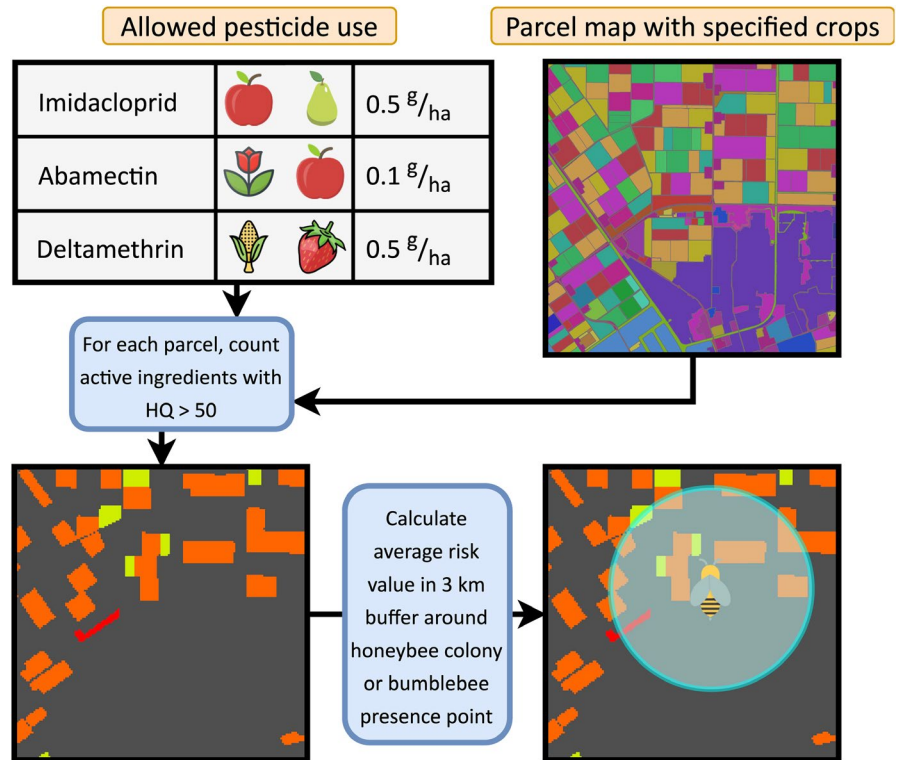 Allowed pesticide use
Parcel map with specified crops
Imidacloprid
0.5 g/ha
Abamectin
0.1 g/ha
Deltamethrin
0.5 g/ha
For each parcel, count
active ingredients with
HQ > 50
Calculate
average risk
value in 3 km
buffer around
honeybee colony
or bumblebee
presence point